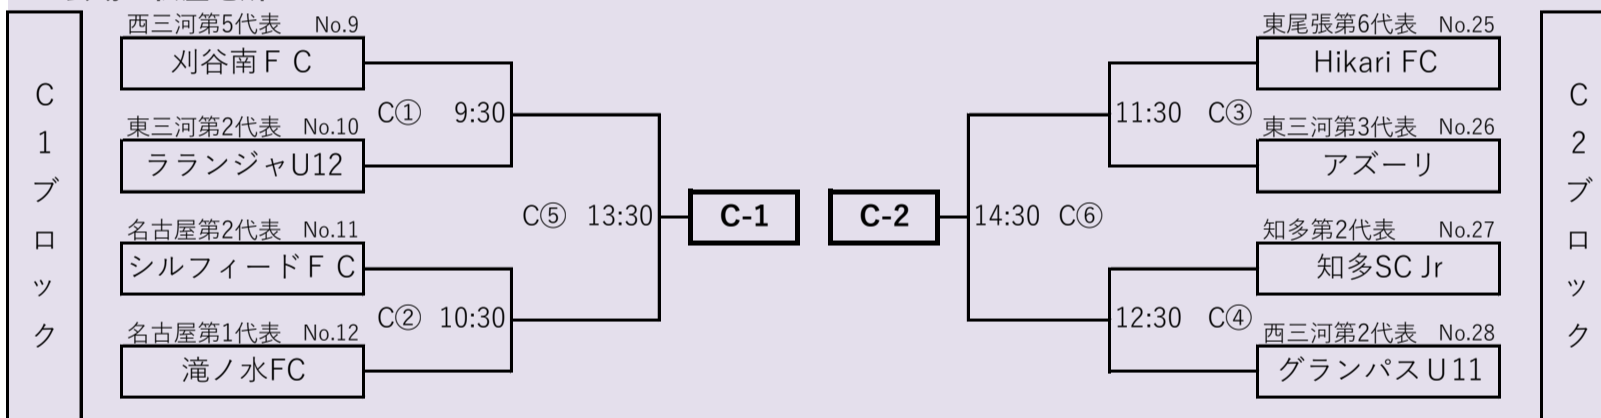 C1ブロック
西三河第5代表 No.9
刈谷南ＦＣ
C① 9:30
東三河第2代表 No.10
ラランジャU12
C⑤ 13:30
C-1
名古屋第2代表 No.11
シルフィードＦＣ
C② 10:30
名古屋第1代表 No.12
滝ノ水FC
東尾張第6代表 No.25
Hikari FC
11:30 C③
東三河第3代表 No.26
アズーリ
C-2
14:30 C⑥
知多第2代表 No.27
知多SC Jr
12:30 C④
西三河第2代表 No.28
グランパスU11
C2ブロック